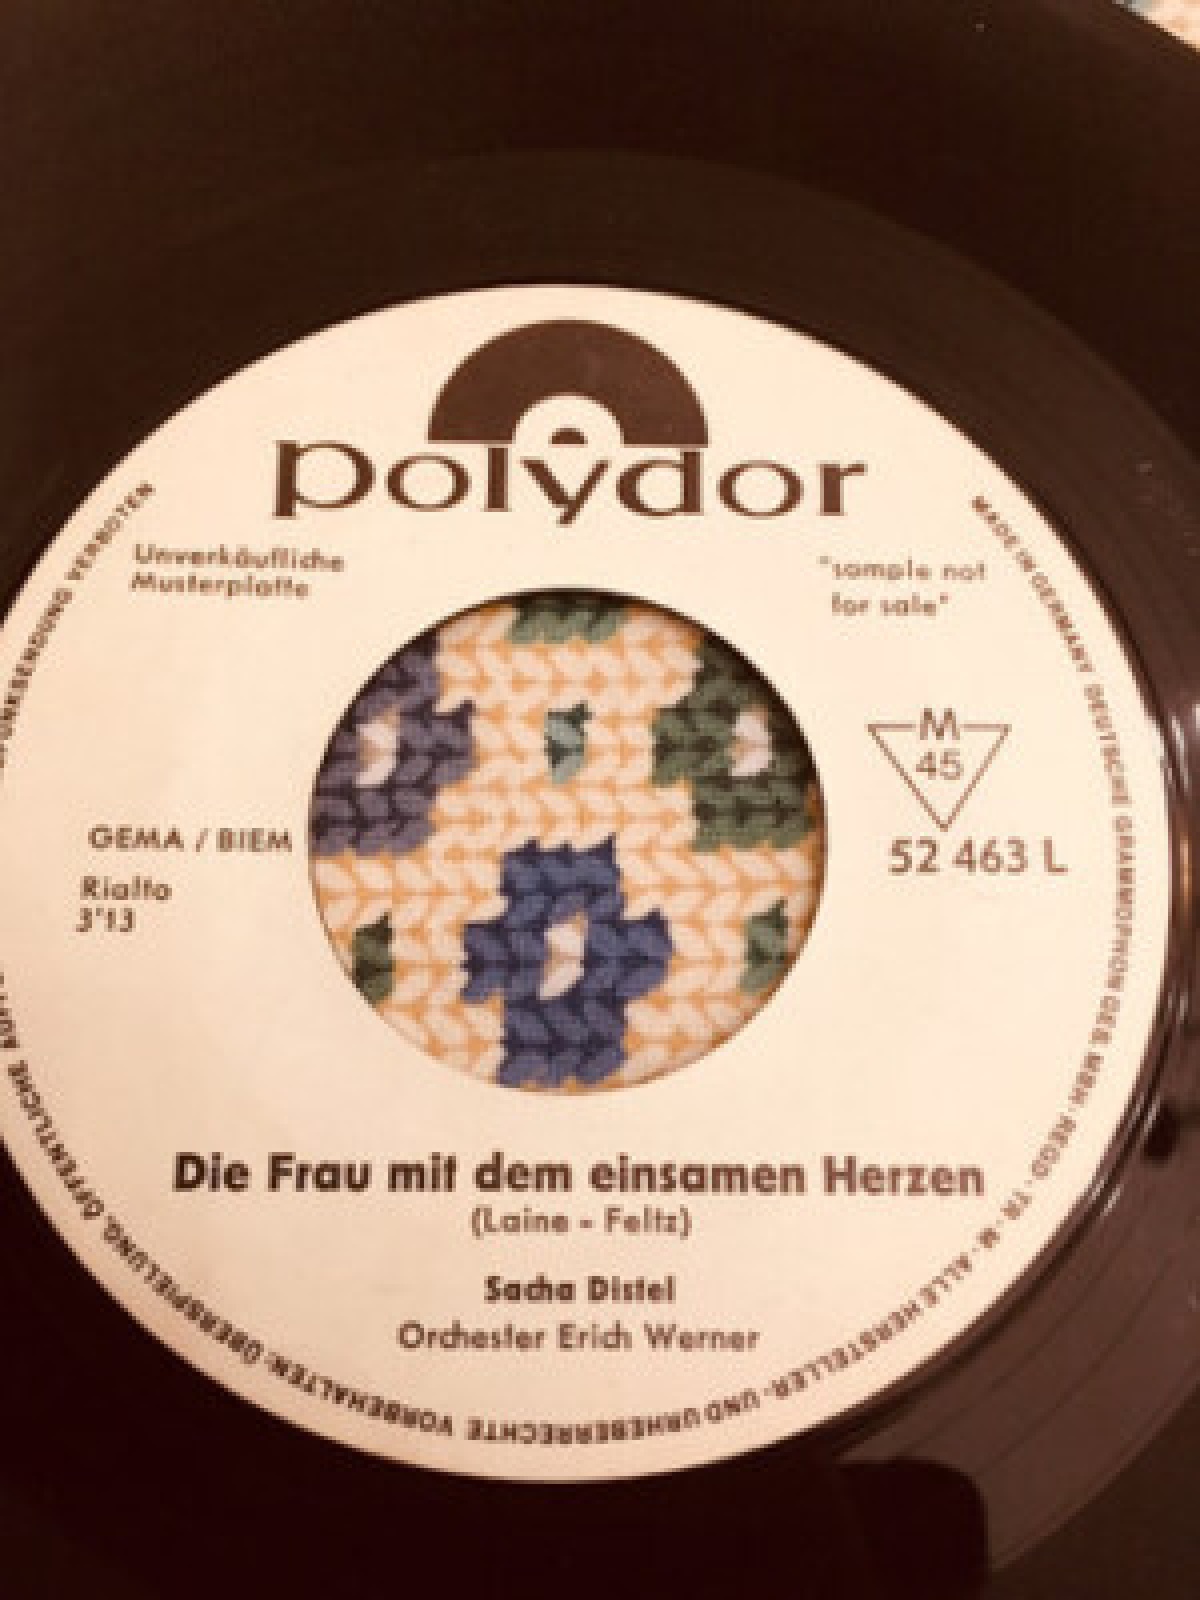 polydor
Unverkäufliche
Musterplatte
"sample not
for sale"
M
45
52 463 L
GEMA / BIEM
Rialto
3'13
Die Frau mit dem einsamen Herzen
(Laine - Feltz)
Sacha Distel
Orchester Erich Werner
MADE IN GERMANY DEUTSCHE GRAMMOPHON GES. MBH · REGD · TR · M · ALLE HERSTELLER- UND URHEBERRECHTE VORBEHALTEN: ÜBERSPIELUNG, ÖFFENTLICHE VERBOTEN